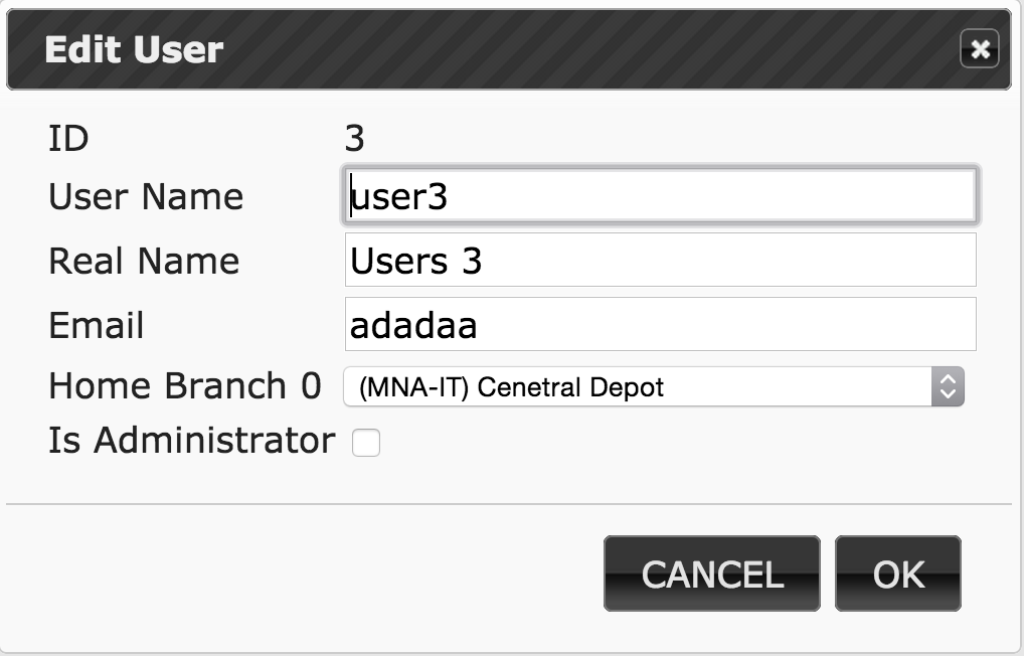 Edit User
ID 3
User Name user3
Real Name Users 3
Email adadaa
Home Branch 0 (MNA-IT) Cenetral Depot
Is Administrator
CANCEL OK